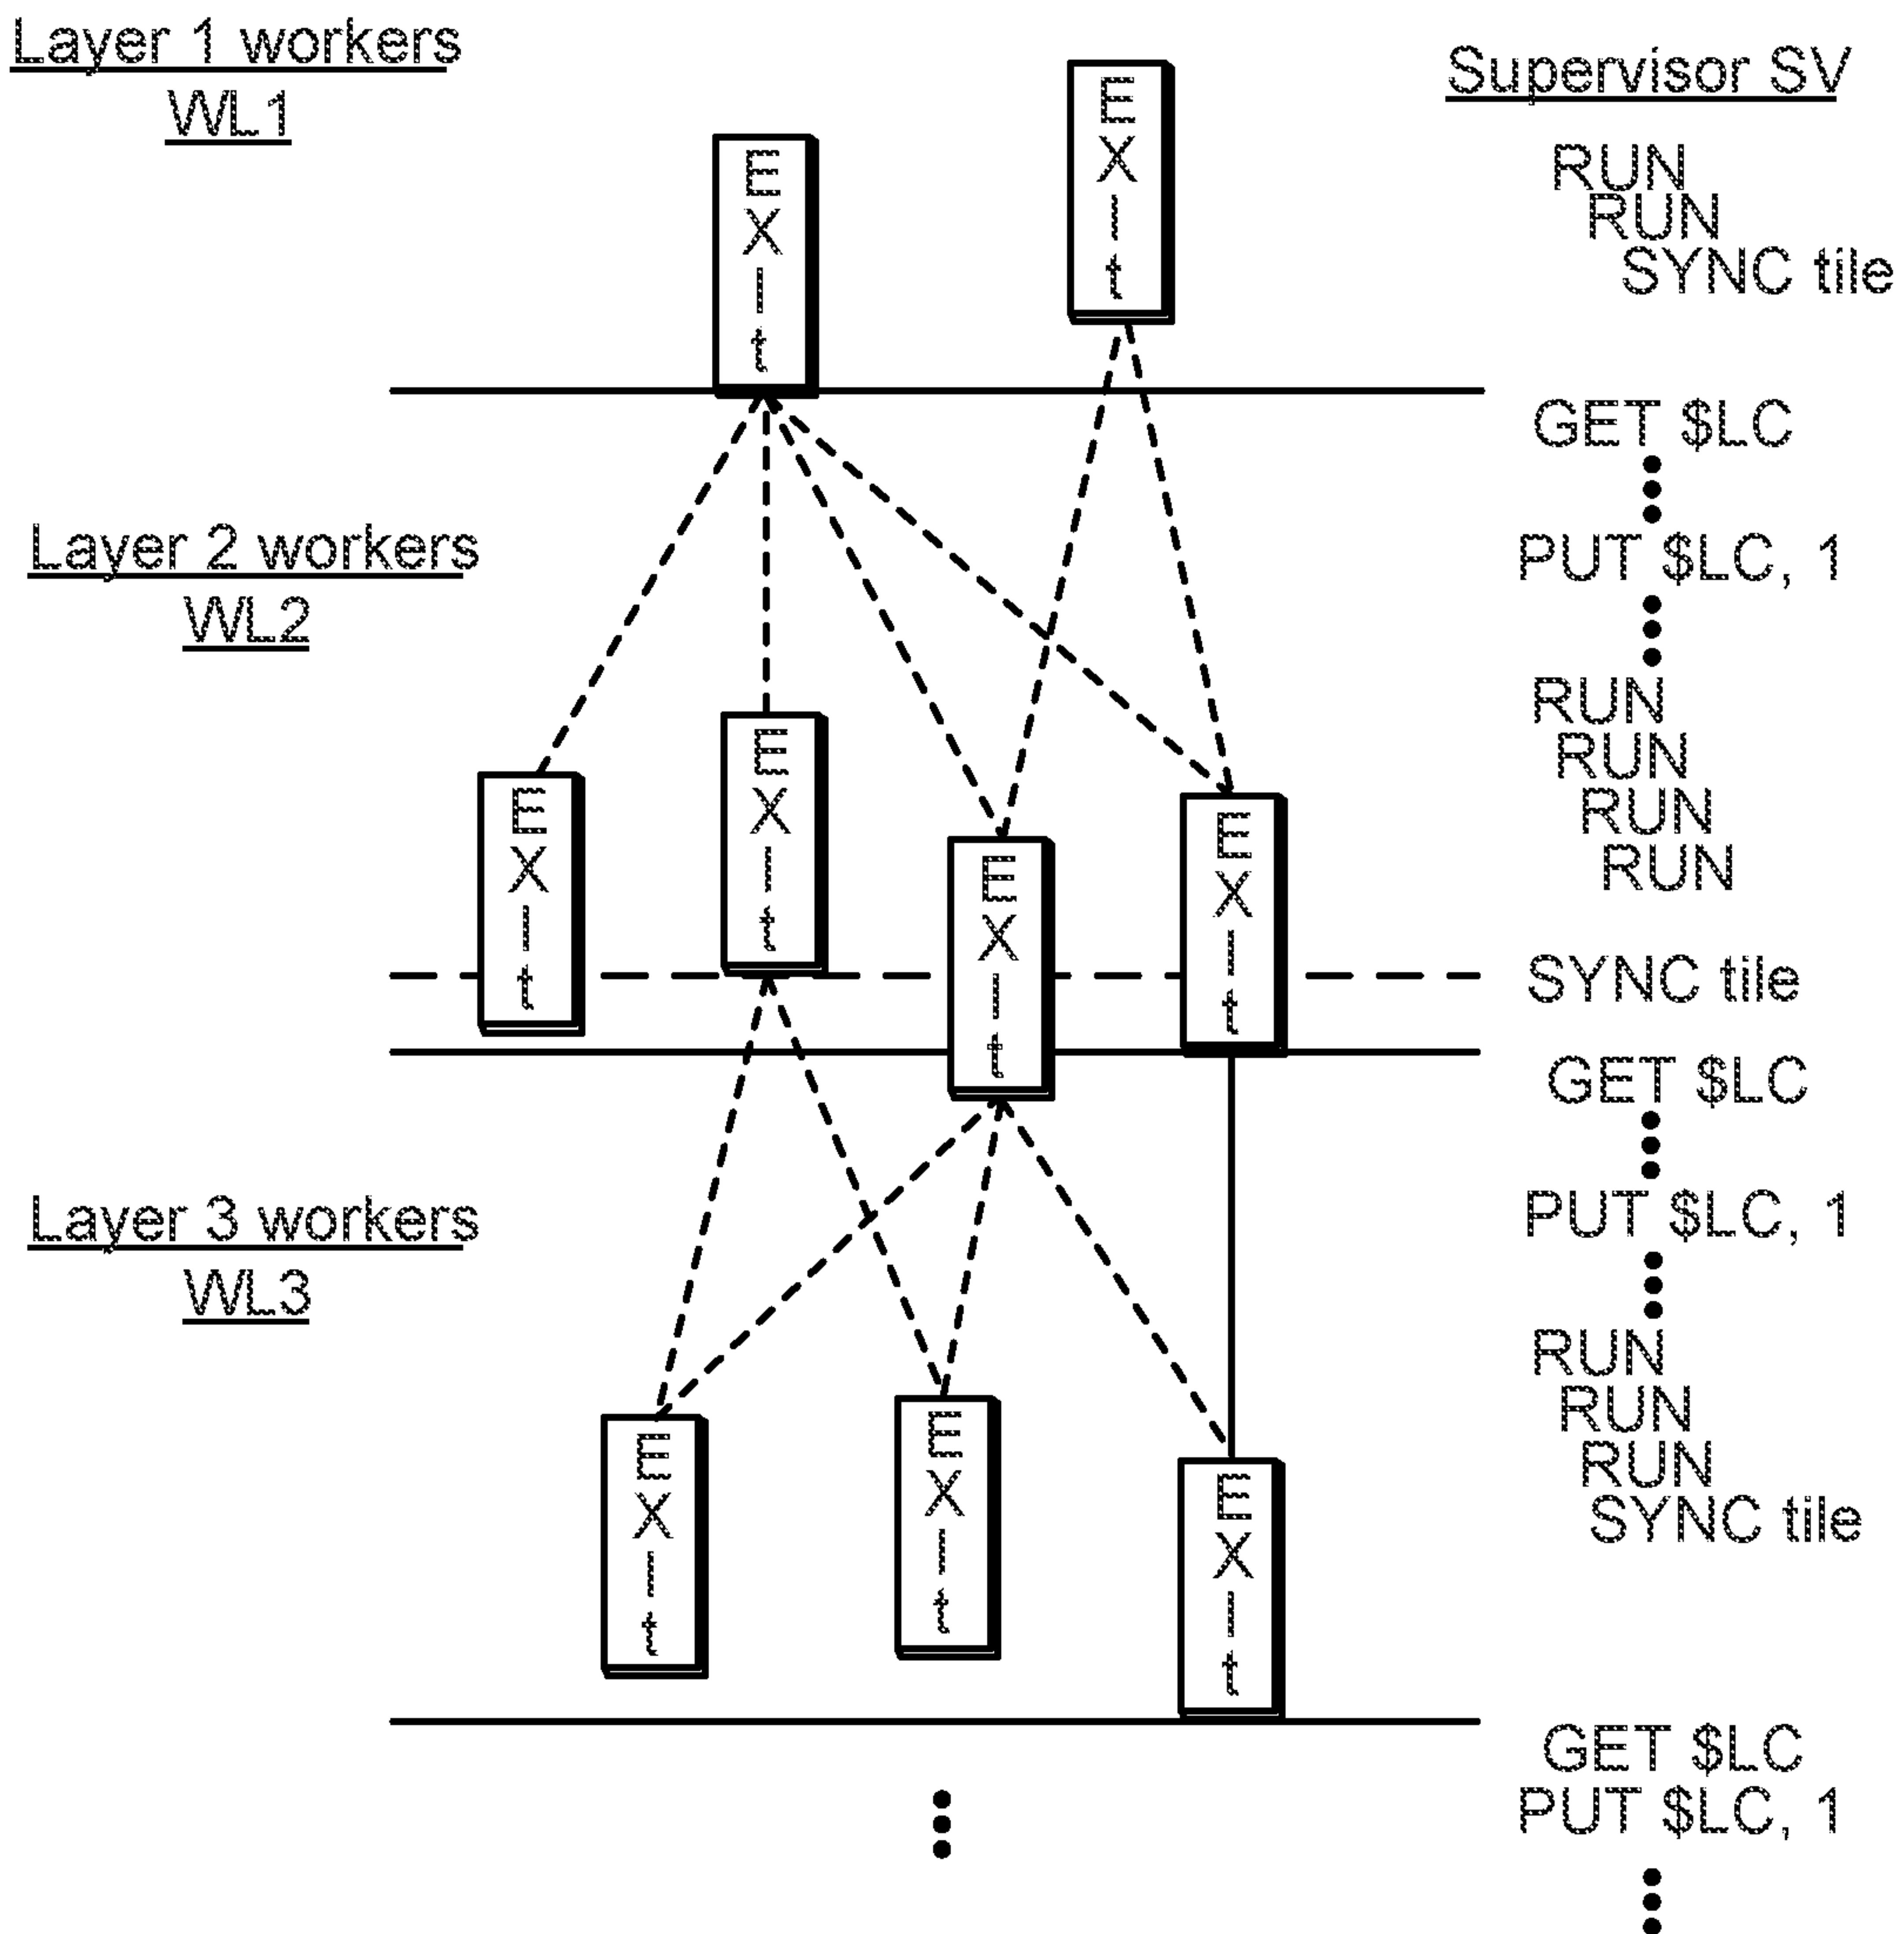 Layer 1 workers
WL1
Supervisor SV
RUN
RUN
SYNC tile
EXIt
EXIt
GET $LC
PUT $LC, 1
Layer 2 workers
WL2
RUN
RUN
RUN
RUN
EXIt
EXIt
EXIt
EXIt
SYNC tile
GET $LC
PUT $LC, 1
Layer 3 workers
WL3
RUN
RUN
RUN
SYNC tile
EXIt
EXIt
EXIt
GET $LC
PUT $LC, 1